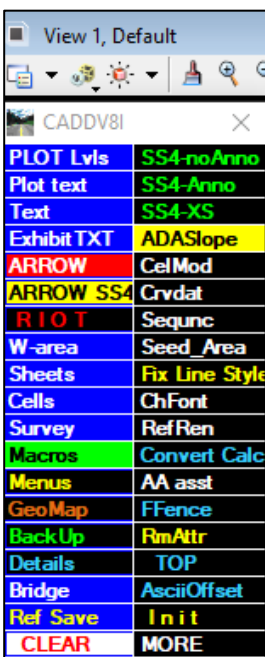 View 1, Default
CADDV8I
PLOT Lvls SS4-noAnno
Plot text SS4-Anno
Text SS4-XS
Exhibit TXT ADASlope
ARROW CelMod
ARROW SS4 Crvdat
R I O T Sequnc
W-area Seed_Area
Sheets Fix Line Style
Cells ChFont
Survey RefRen
Macros Convert Calc
Menus AA asst
GeoMap FFence
BackUp RmAttr
Details TOP
Bridge AsciiOffset
Ref Save I n i t
CLEAR MORE